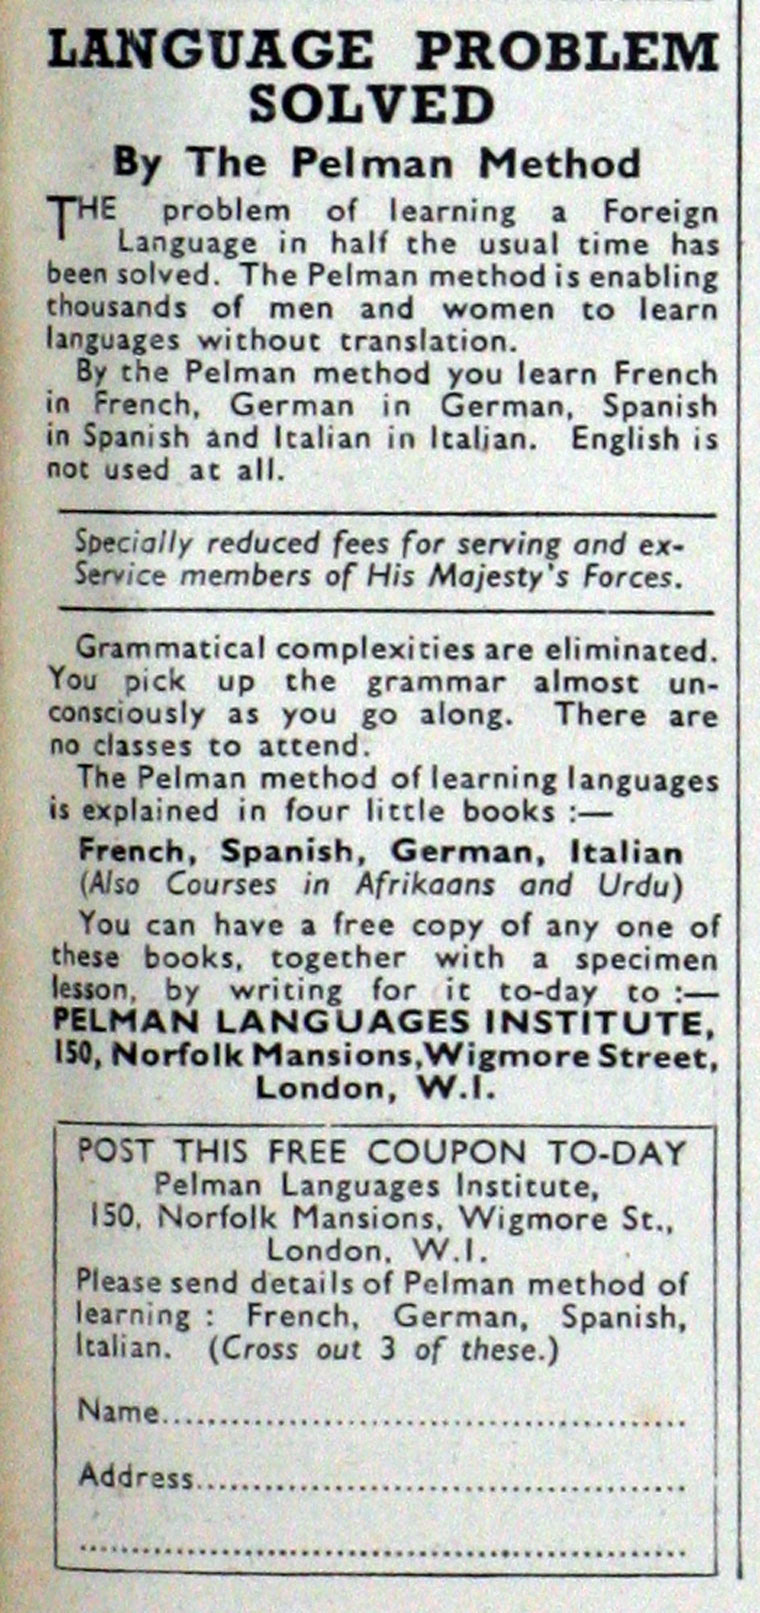 LANGUAGE PROBLEM
SOLVED
By The Pelman Method
THE problem of learning a Foreign
Language in half the usual time has
been solved. The Pelman method is enabling
thousands of men and women to learn
languages without translation.
By the Pelman method you learn French
in French, German in German, Spanish
in Spanish and Italian in Italian. English is
not used at all.
Specially reduced fees for serving and ex-
Service members of His Majesty's Forces.
Grammatical complexities are eliminated.
You pick up the grammar almost un-
consciously as you go along. There are
no classes to attend.
The Pelman method of learning languages
is explained in four little books :—
French, Spanish, German, Italian
(Also Courses in Afrikaans and Urdu)
You can have a free copy of any one of
these books, together with a specimen
lesson, by writing for it to-day to :—
PELMAN LANGUAGES INSTITUTE,
150, Norfolk Mansions, Wigmore Street,
London, W.1.
POST THIS FREE COUPON TO-DAY
Pelman Languages Institute,
150, Norfolk Mansions, Wigmore St.,
London, W.1.
Please send details of Pelman method of
learning : French, German, Spanish,
Italian. (Cross out 3 of these.)
Name..........................................
Address.......................................
..................................................